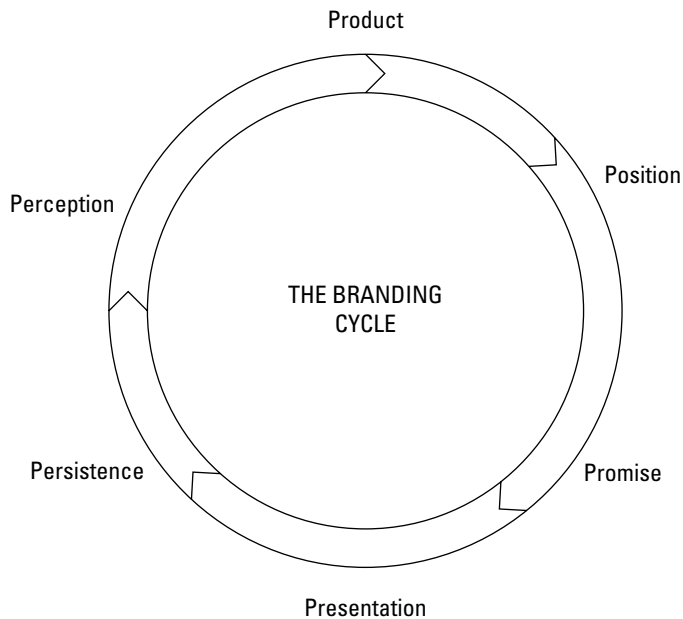 Product
Position
Perception
THE BRANDING
CYCLE
Persistence
Promise
Presentation